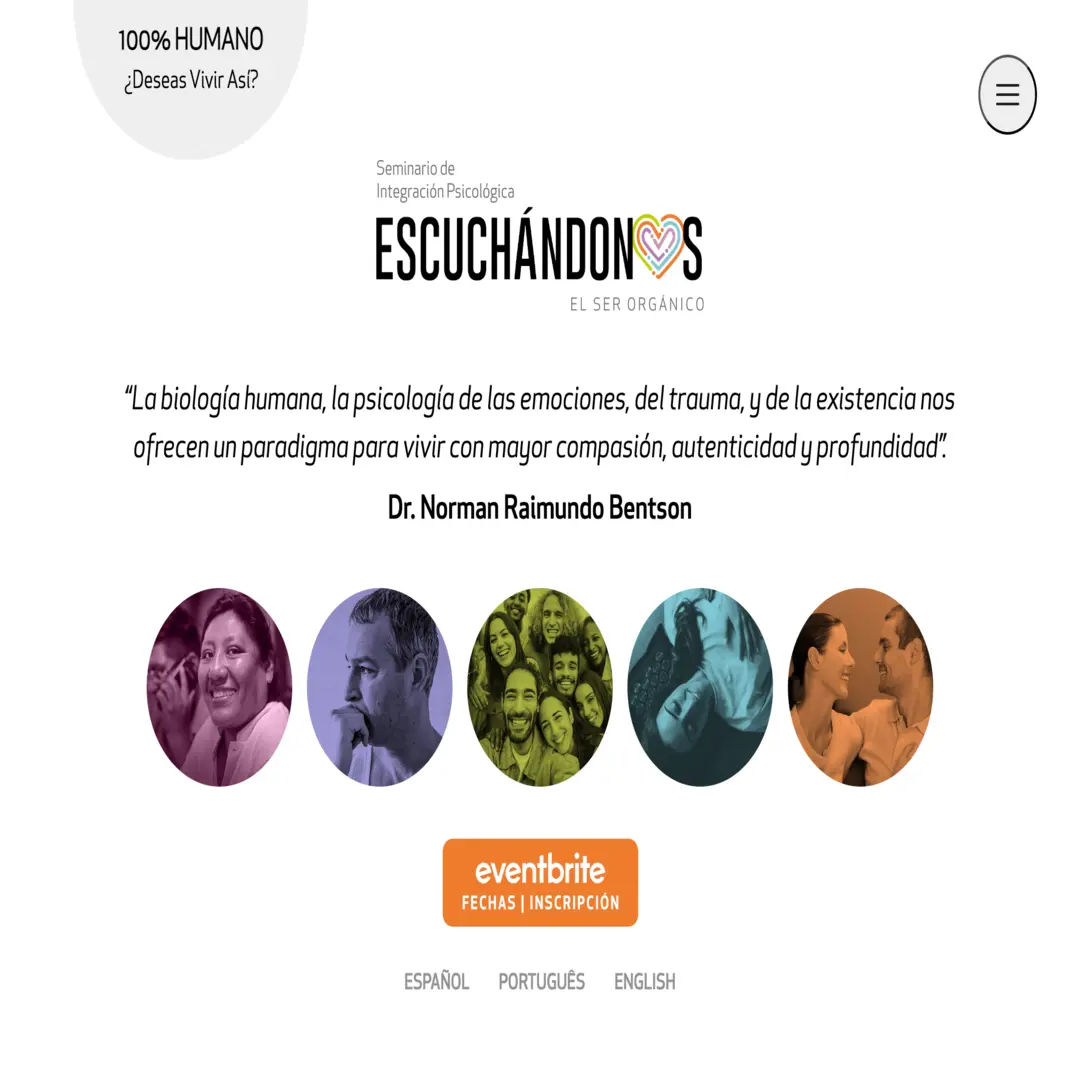 100% HUMANO
¿Deseas Vivir Así?
Seminario de
Integración Psicológica
ESCUCHÁNDONOS
EL SER ORGÁNICO
“La biología humana, la psicología de las emociones, del trauma, y de la existencia nos
ofrecen un paradigma para vivir con mayor compasión, autenticidad y profundidad”.
Dr. Norman Raimundo Bentson
eventbrite
FECHAS | INSCRIPCIÓN
ESPAÑOL PORTUGUÊS ENGLISH